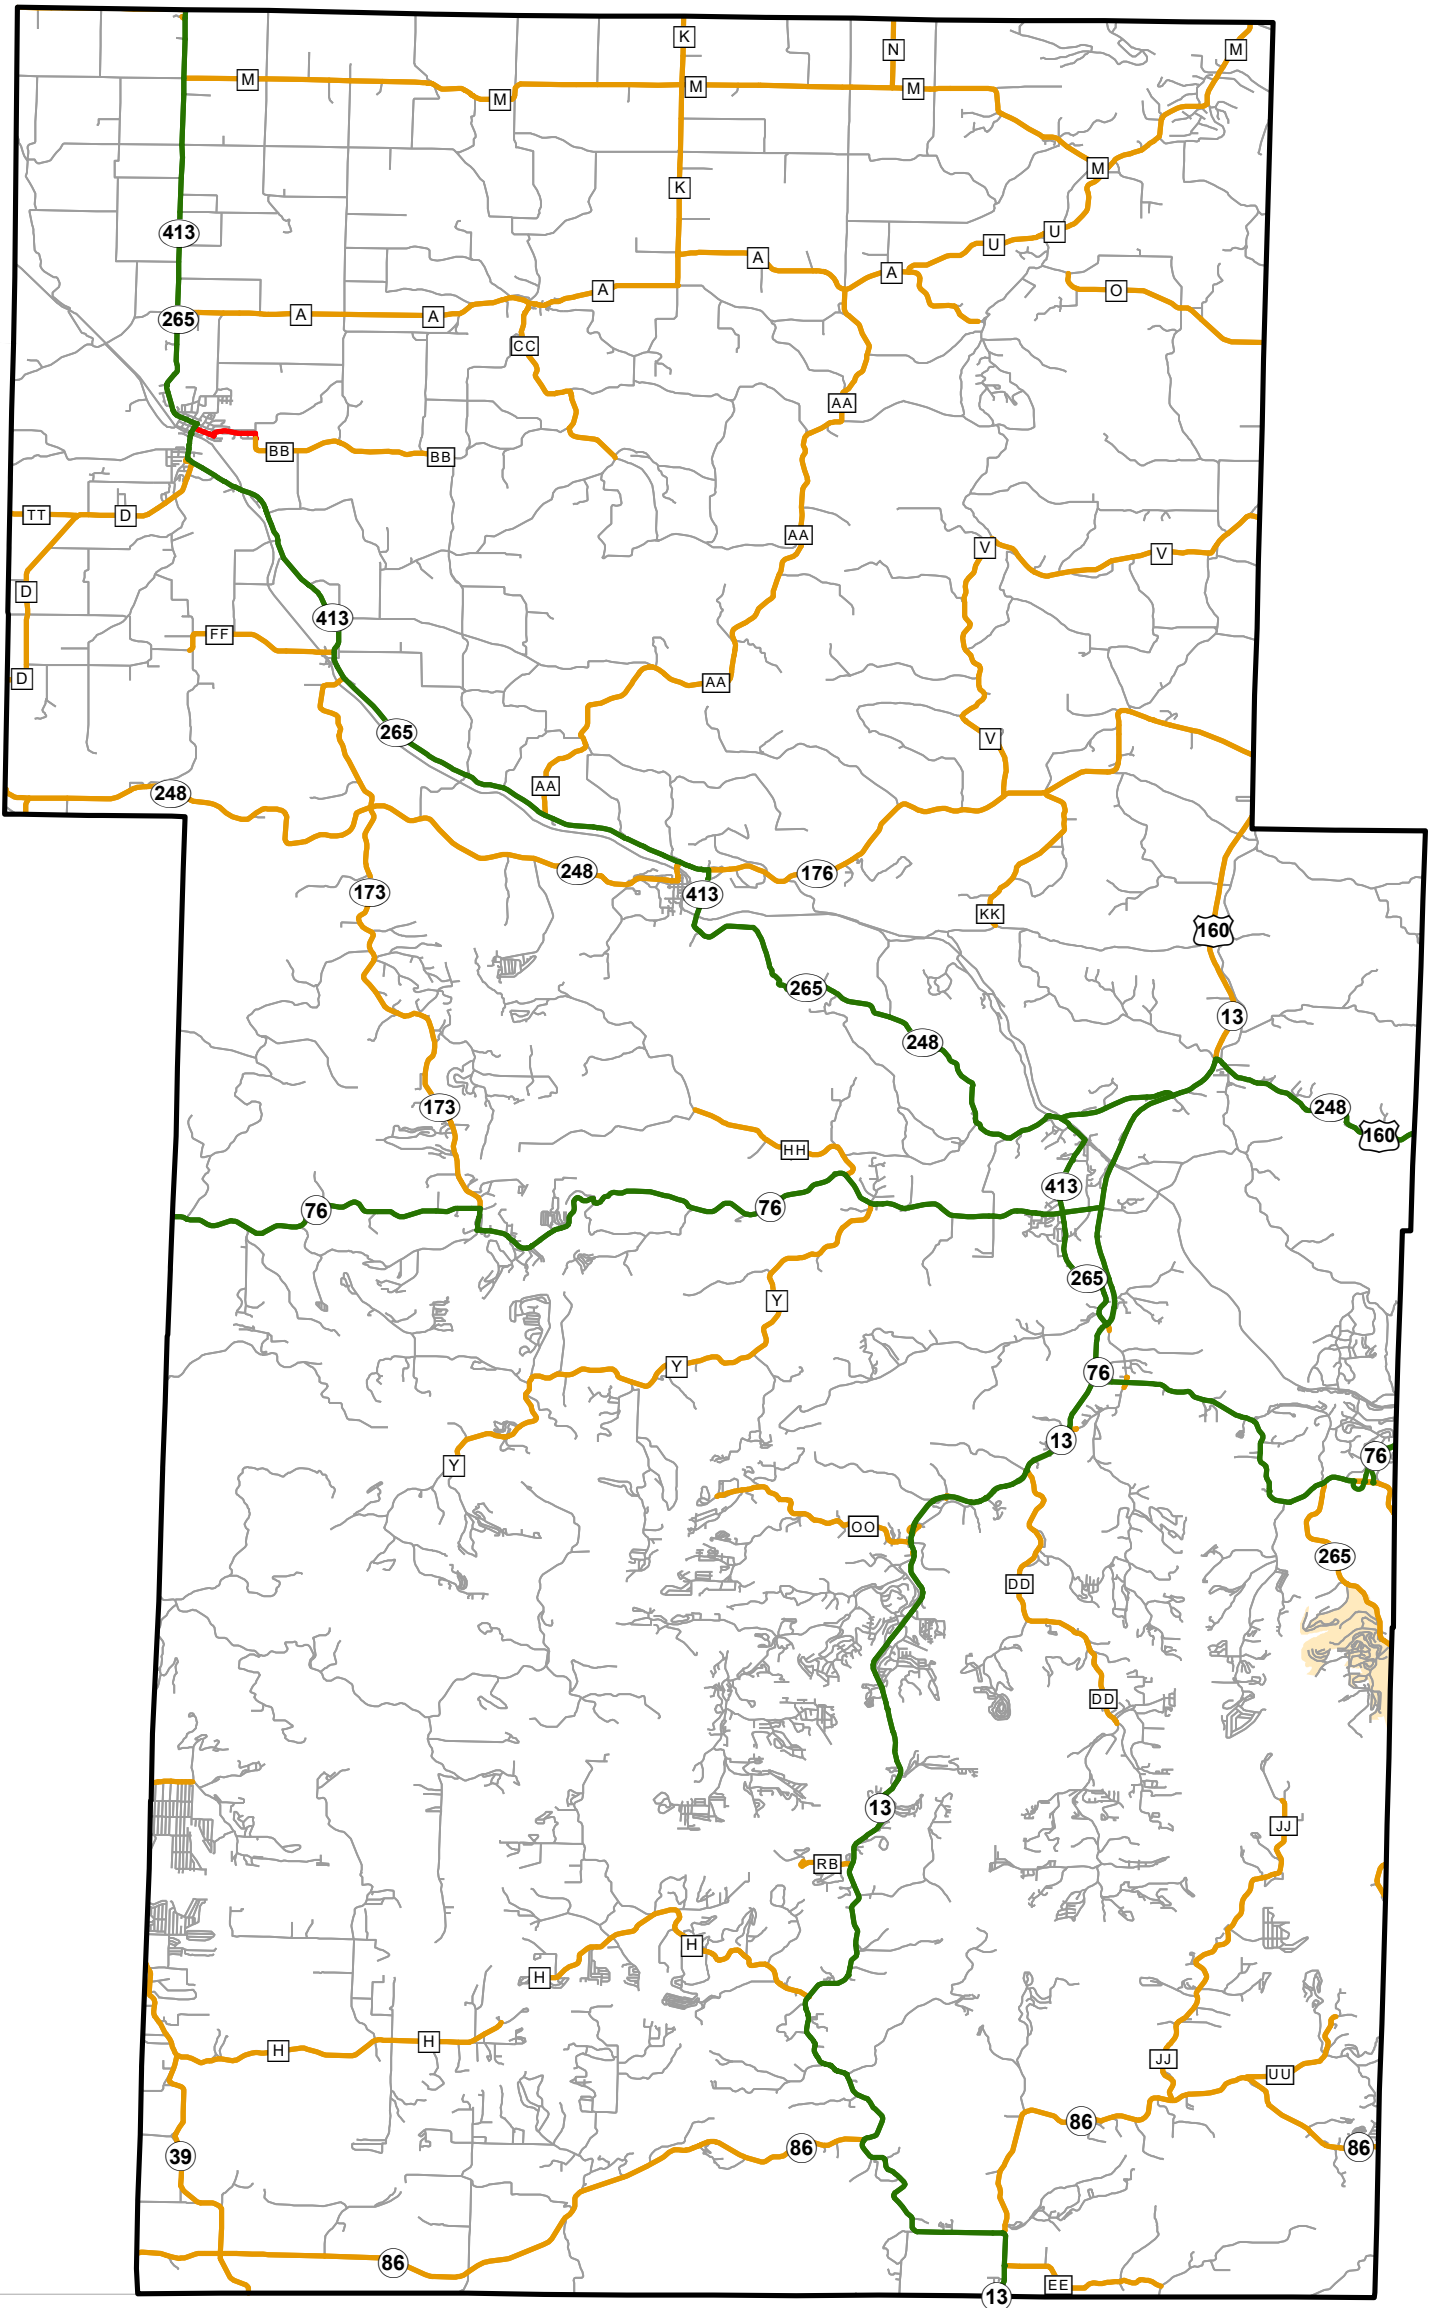 K
N
M
M
M
M
M
M
K
413
U
U
A
A
A
O
265
A
A
CC
AA
BB
BB
TT
D
AA
V
V
D
413
FF
D
AA
265
V
AA
248
248
176
173
413
KK
160
265
13
248
173
248
160
HH
413
76
76
265
Y
Y
76
13
76
Y
OO
265
DD
DD
13
JJ
RB
H
H
H
H
JJ
UU
86
39
86
86
86
EE
13